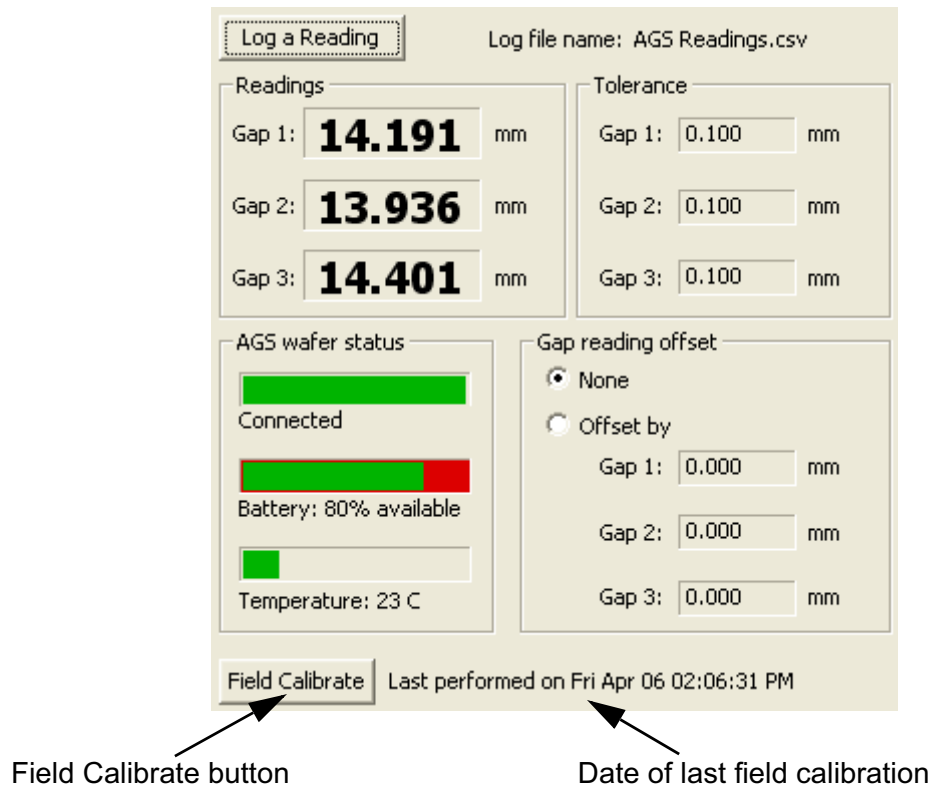 Log a Reading Log file name: AGS Readings.csv
Readings
Gap 1: 14.191 mm
Gap 2: 13.936 mm
Gap 3: 14.401 mm
Tolerance
Gap 1: 0.100 mm
Gap 2: 0.100 mm
Gap 3: 0.100 mm
AGS wafer status
Connected
Battery: 80% available
Temperature: 23 C
Gap reading offset
None
Offset by
Gap 1: 0.000 mm
Gap 2: 0.000 mm
Gap 3: 0.000 mm
Field Calibrate Last performed on Fri Apr 06 02:06:31 PM
Field Calibrate button
Date of last field calibration